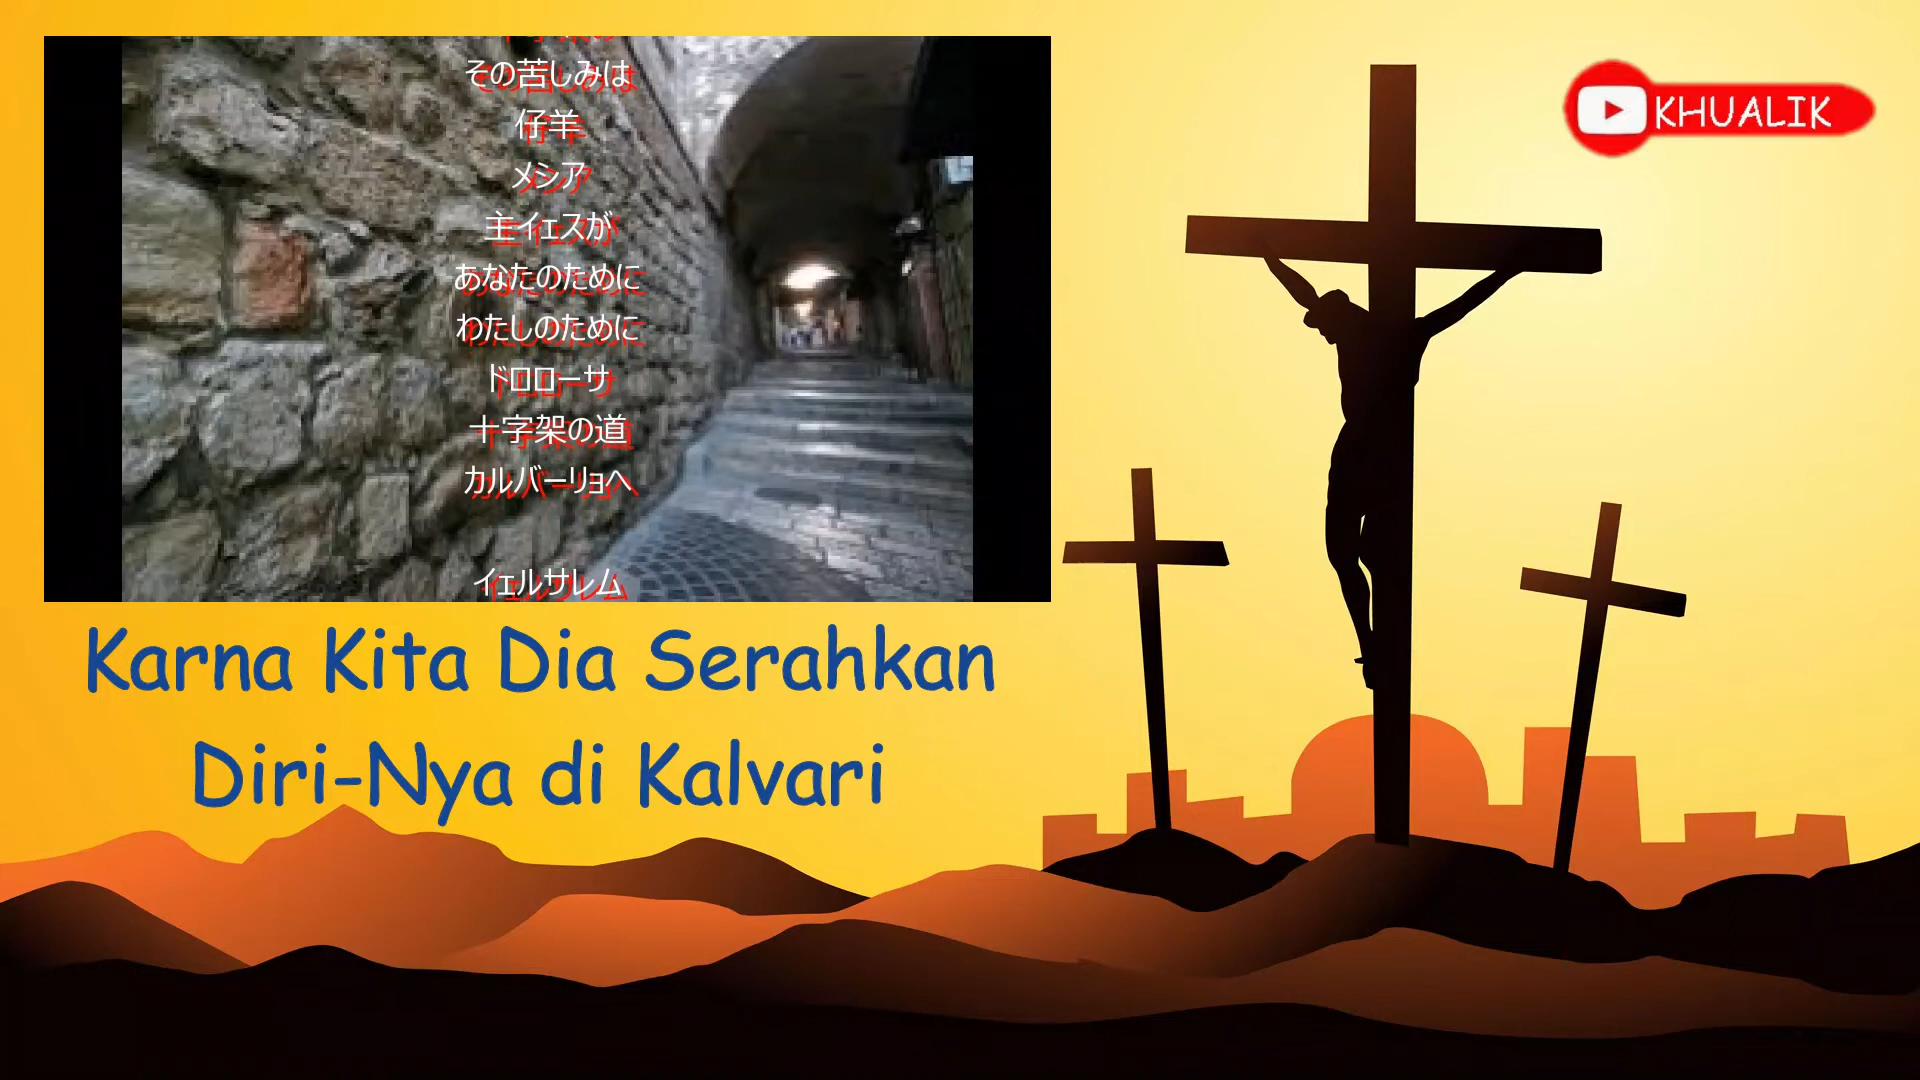 その苦しみは
仔羊
メシア
主イエスが
あなたのために
わたしのために
ドロローサ
十字架の道
カルバーリョへ
イェルサレム
Karna Kita Dia Serahkan
Diri-Nya di Kalvari
KHUALIK